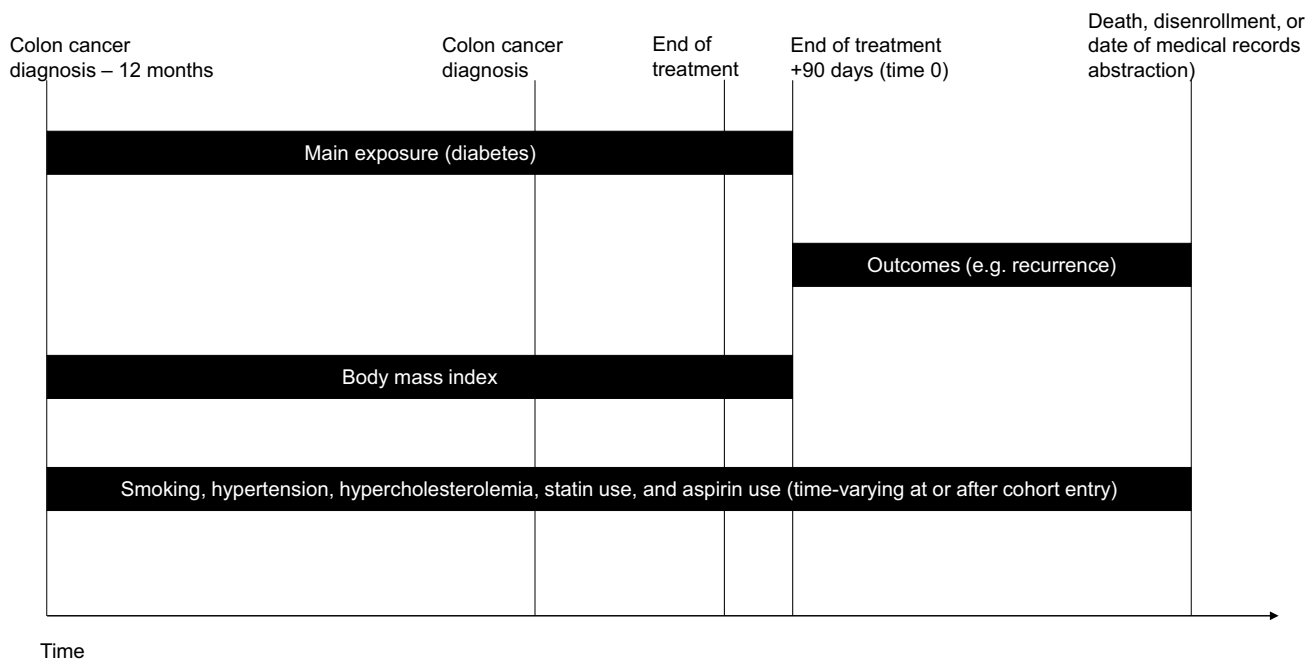 Colon cancer
diagnosis – 12 months
Colon cancer
diagnosis
End of
treatment
End of treatment
+90 days (time 0)
Death, disenrollment, or
date of medical records
abstraction)
Main exposure (diabetes)
Outcomes (e.g. recurrence)
Body mass index
Smoking, hypertension, hypercholesterolemia, statin use, and aspirin use (time-varying at or after cohort entry)
Time